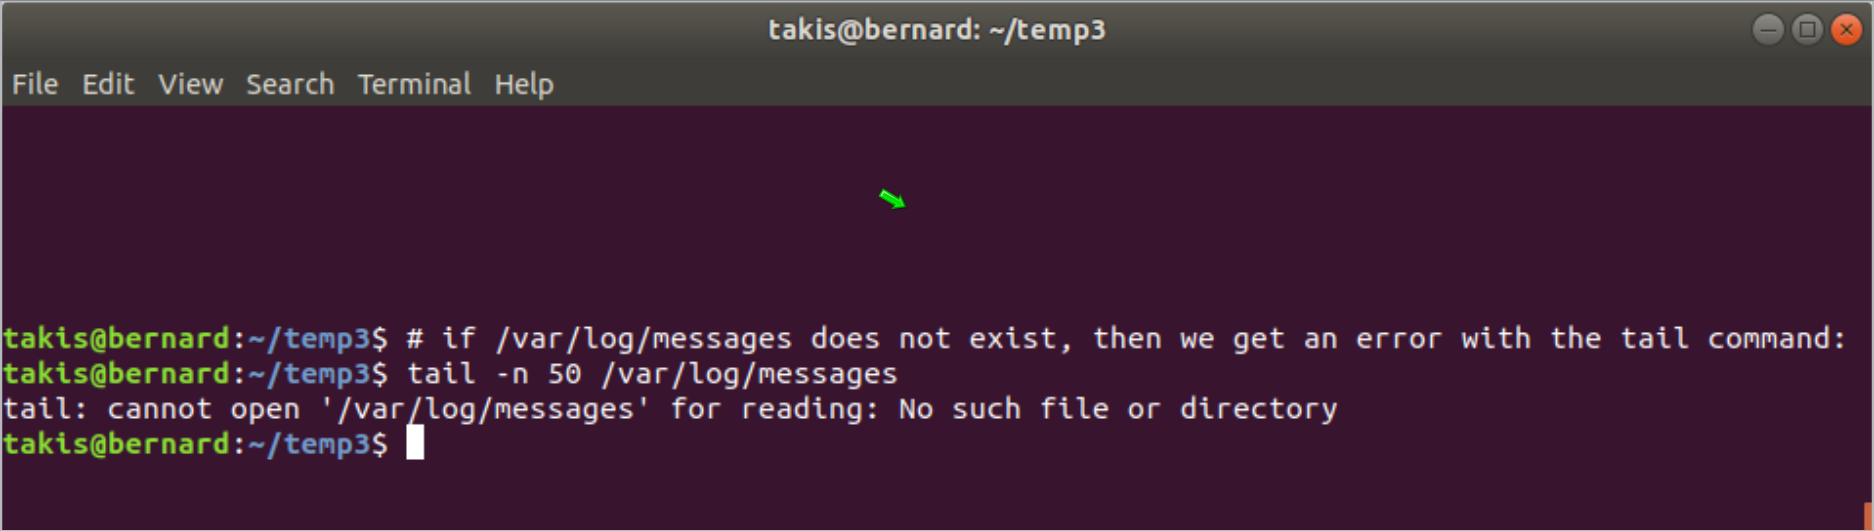 takis@bernard: ~/temp3
File Edit View Search Terminal Help
takis@bernard:~/temp3$ # if /var/log/messages does not exist, then we get an error with the tail command:
takis@bernard:~/temp3$ tail -n 50 /var/log/messages
tail: cannot open '/var/log/messages' for reading: No such file or directory
takis@bernard:~/temp3$